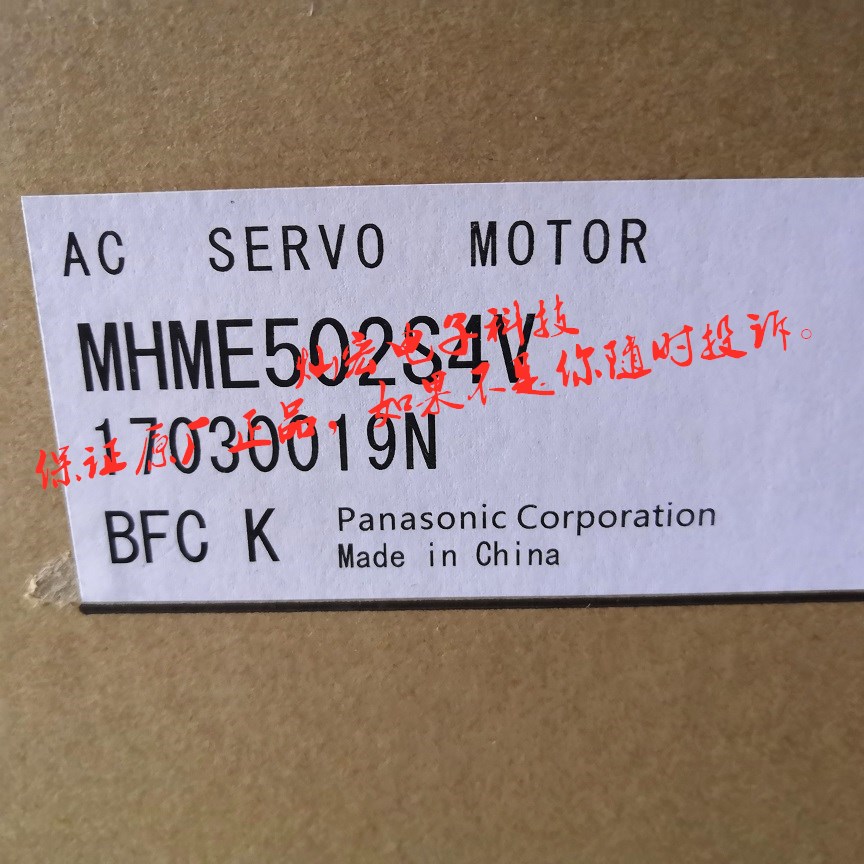 AC SERVO MOTOR
MHME502S4V
灿宏电子科技
17030019N
保证原厂正品，如果不是你随时投诉。
BFC K
Panasonic Corporation
Made in China